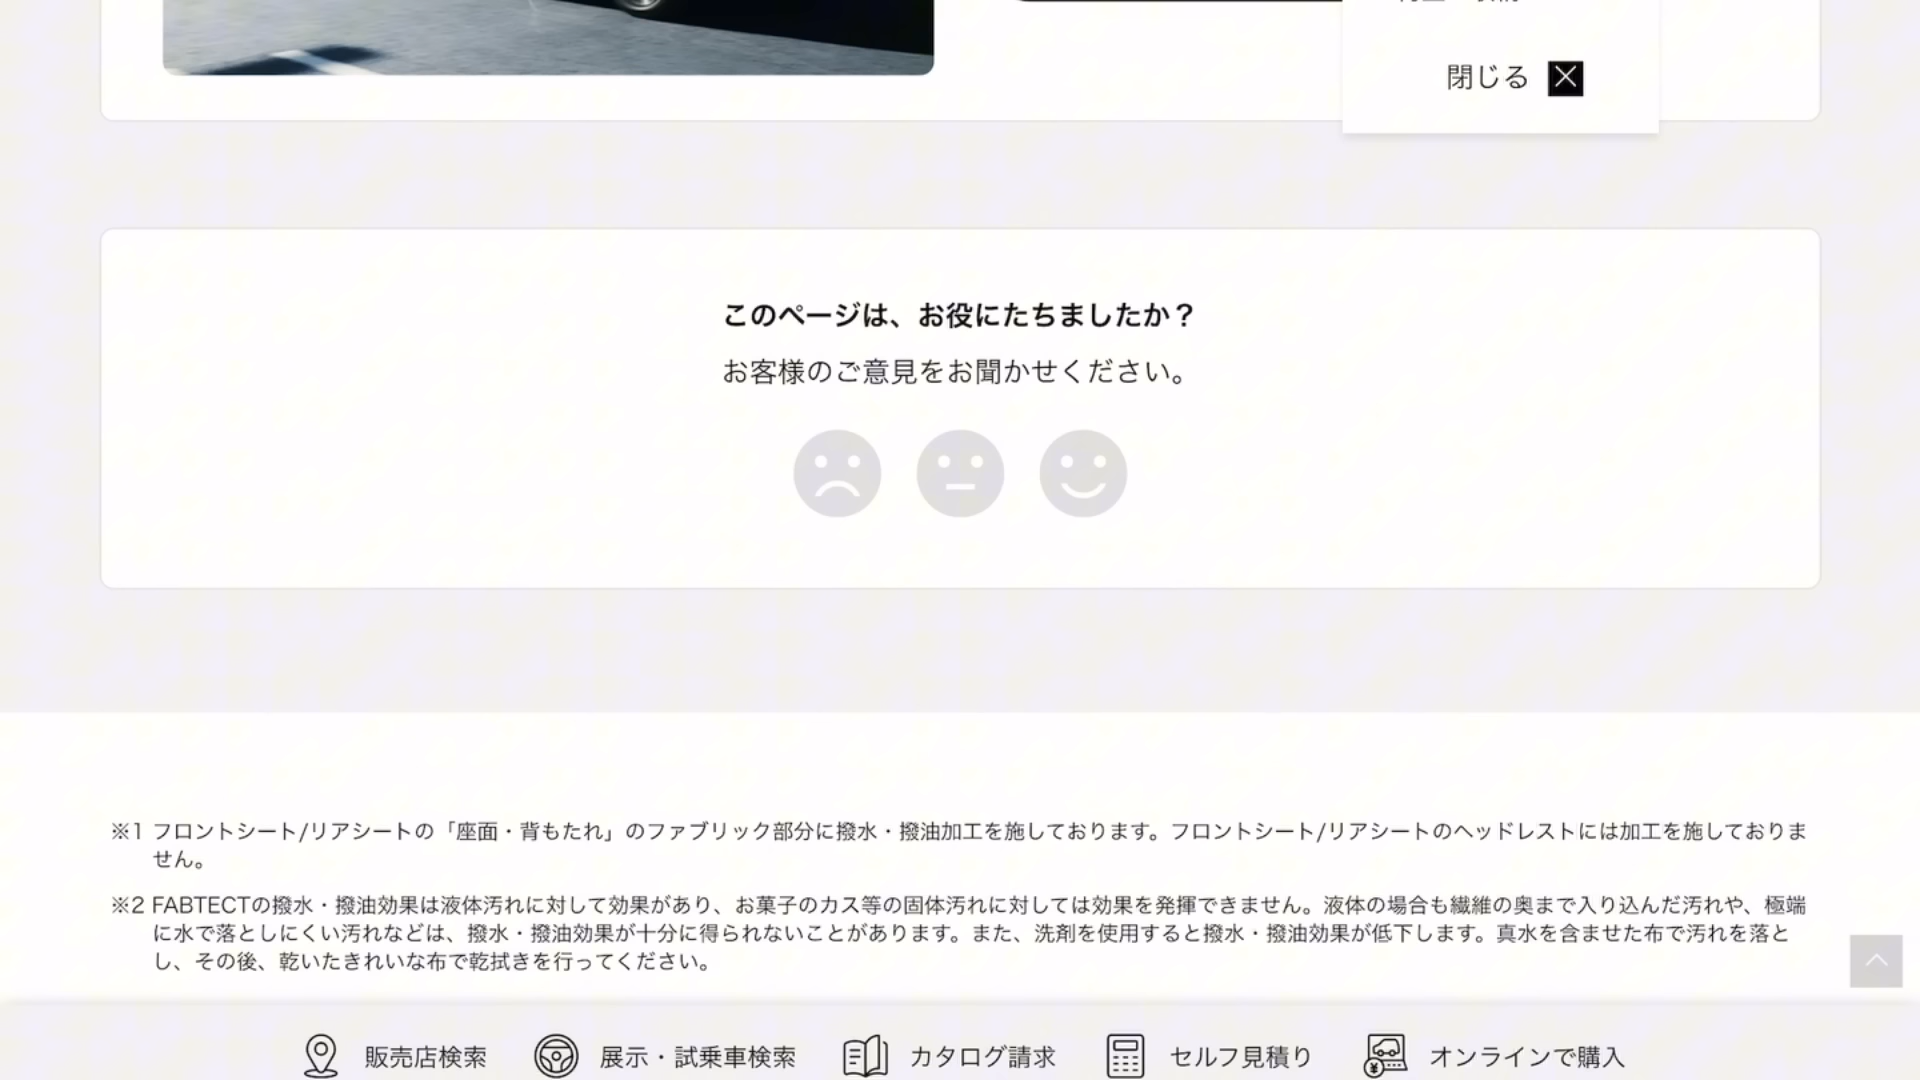 閉じる
このページは、お役にたちましたか？
お客様のご意見をお聞かせください。
※1 フロントシート/リアシートの「座面・背もたれ」のファブリック部分に撥水・撥油加工を施しております。フロントシート/リアシートのヘッドレストには加工を施しておりま
せん。
※2 FABTECTの撥水・撥油効果は液体汚れに対して効果があり、お菓子のカス等の固体汚れに対しては効果を発揮できません。液体の場合も繊維の奥まで入り込んだ汚れや、極端
に水で落としにくい汚れなどは、撥水・撥油効果が十分に得られないことがあります。また、洗剤を使用すると撥水・撥油効果が低下します。真水を含ませた布で汚れを落と
し、その後、乾いたきれいな布で乾拭きを行ってください。
販売店検索
展示・試乗車検索
カタログ請求
セルフ見積り
オンラインで購入